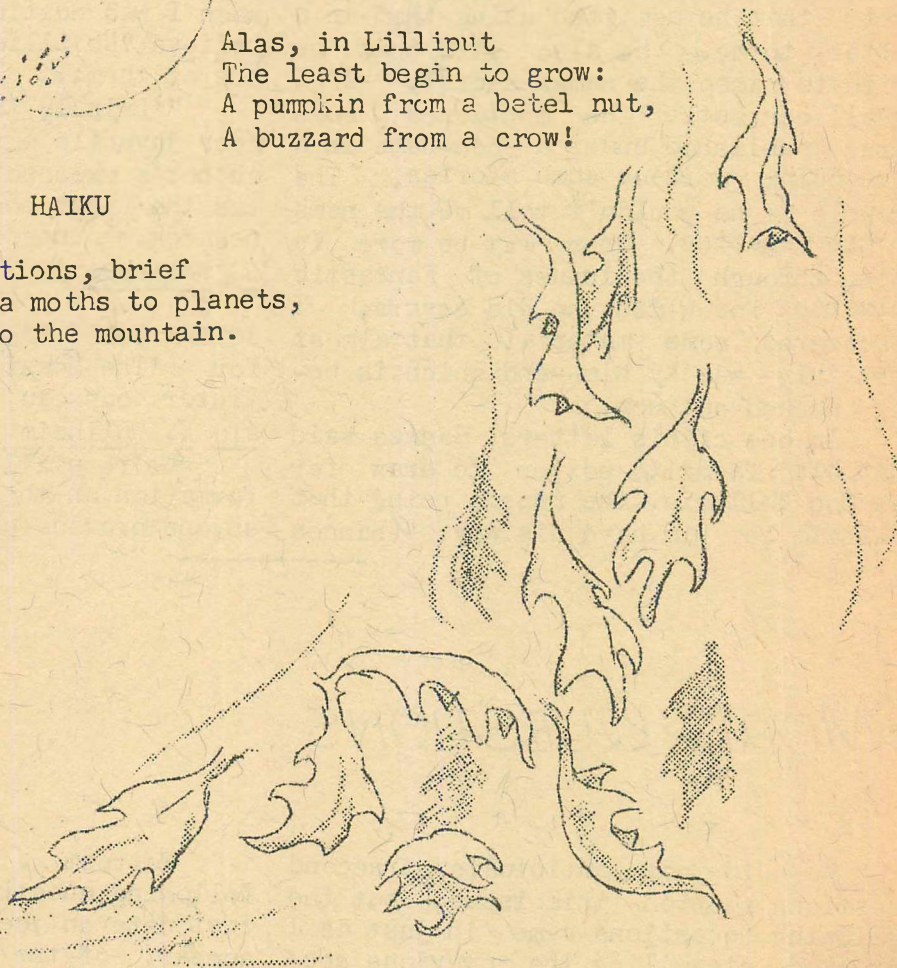 Alas, in Lilliput
The least begin to grow:
A pumpkin from a betel nut,
A buzzard from a crow!
HAIKU
tions, brief
a moths to planets,
o the mountain.